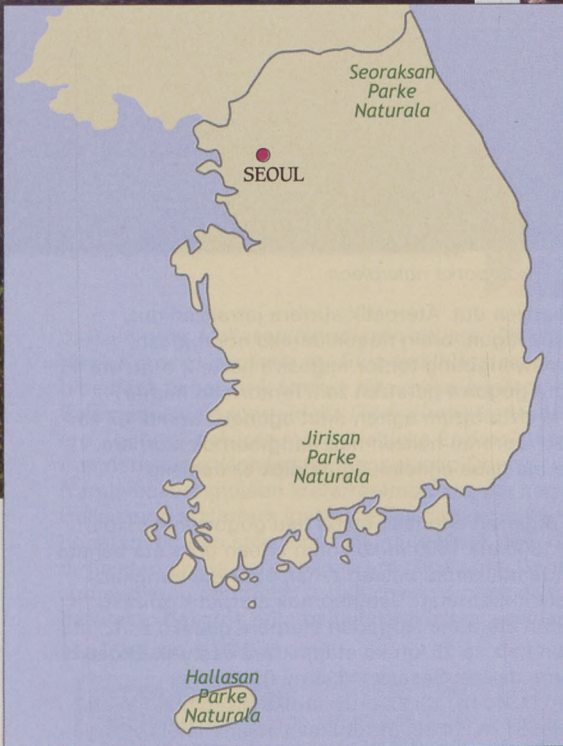 Seoraksan
Parke
Naturala
SEOUL
Jirisan
Parke
Naturala
Hallasan
Parke
Naturala